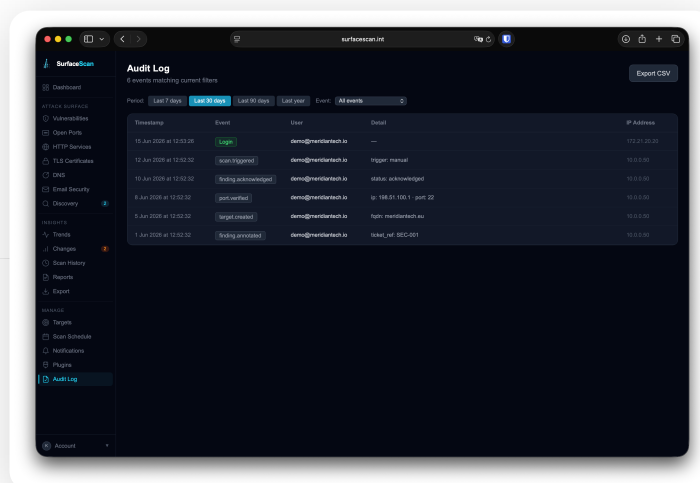 surfacescan.int
SurfaceScan
Dashboard
ATTACK SURFACE
Vulnerabilities
Open Ports
HTTP Services
TLS Certificates
DNS
Email Security
Discovery
INSIGHTS
Trends
Changes 2
Scan History
Reports
Export
MANAGE
Targets
Scan Schedule
Notifications
Plugins
Audit Log
Account
Audit Log
6 events matching current filters
Export CSV
Period: Last 7 days Last 30 days Last 90 days Last year Event: All events
Timestamp Event User Detail IP Address
15 Jun 2026 at 12:53:26 Login demo@meridiantech.io — 172.21.20.20
12 Jun 2026 at 12:52:32 scan.triggered demo@meridiantech.io trigger: manual 10.0.0.50
10 Jun 2026 at 12:52:32 finding.acknowledged demo@meridiantech.io status: acknowledged 10.0.0.50
8 Jun 2026 at 12:52:32 port.verified demo@meridiantech.io ip: 198.51.100.1 · port: 22 10.0.0.50
5 Jun 2026 at 12:52:32 target.created demo@meridiantech.io fqdn: meridiantech.eu 10.0.0.50
1 Jun 2026 at 12:52:32 finding.annotated demo@meridiantech.io ticket_ref: SEC-001 10.0.0.50